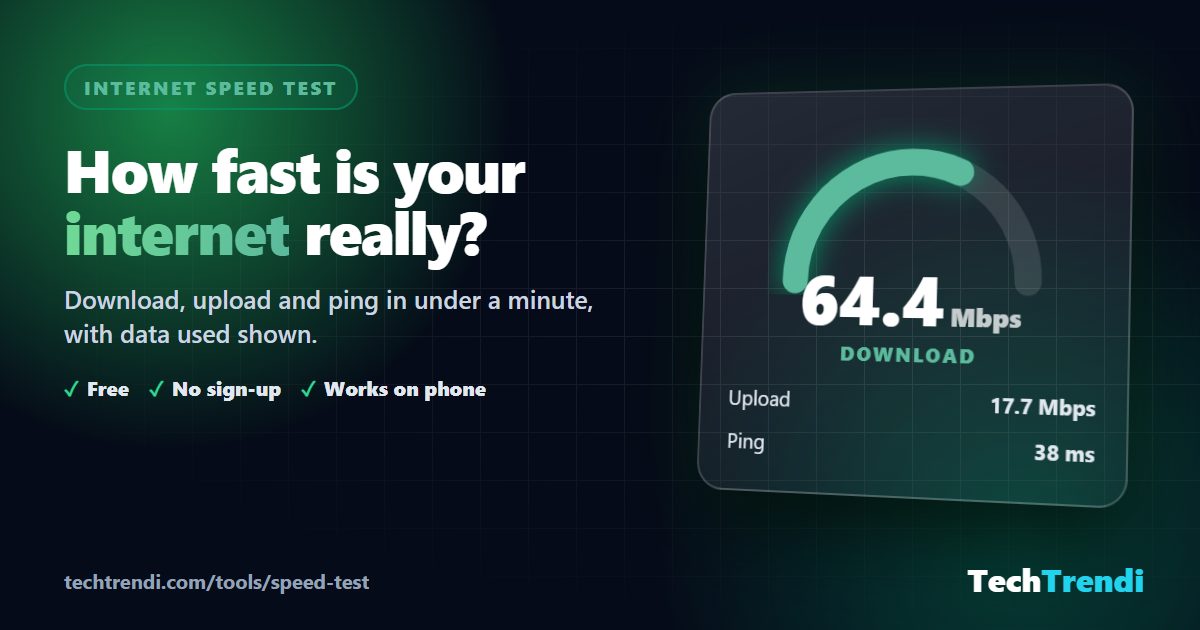 INTERNET SPEED TEST
How fast is your
internet really?
Download, upload and ping in under a minute,
with data used shown.
✓ Free ✓ No sign-up ✓ Works on phone
64.4 Mbps
DOWNLOAD
Upload 17.7 Mbps
Ping 38 ms
techtrendi.com/tools/speed-test
TechTrendi